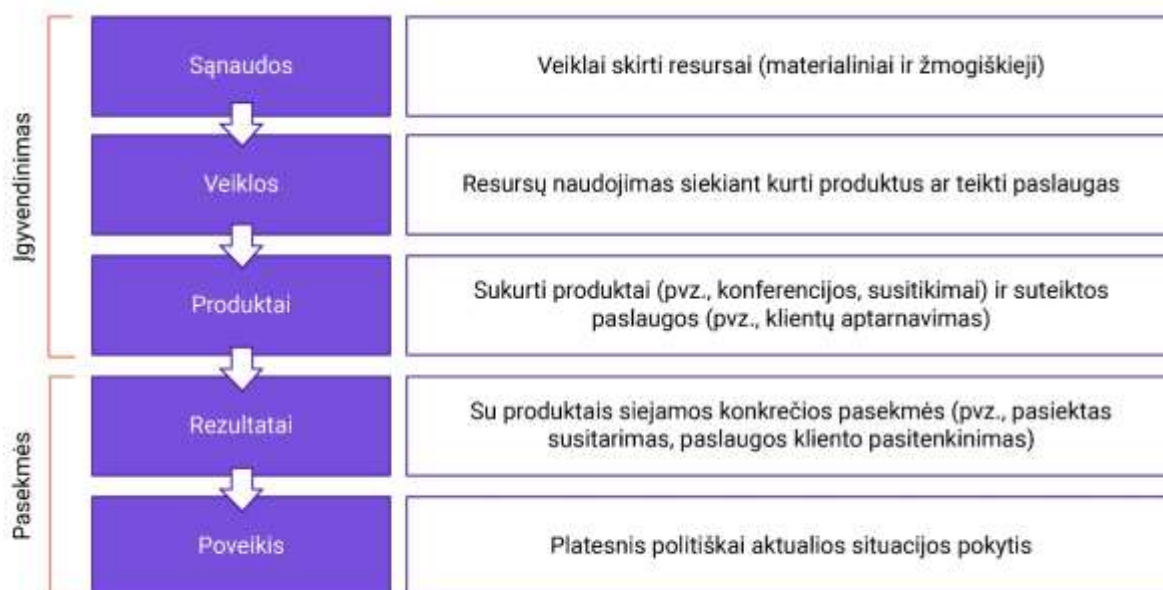 Įgyvendinimas
Sąnaudos
Veiklai skirti resursai (materialiniai ir žmogiškieji)
Veiklos
Resursų naudojimas siekiant kurti produktus ar teikti paslaugas
Produktai
Sukurti produktai (pvz., konferencijos, susitikimai) ir suteiktos
paslaugos (pvz., klientų aptarnavimas)
Pasekmės
Rezultatai
Su produktais siejamos konkrečios pasekmės (pvz., pasiektas
susitarimas, paslaugos kliento pasitenkinimas)
Poveikis
Platesnis politiškai aktualios situacijos pokytis